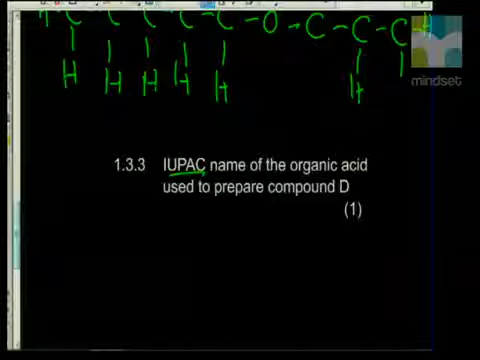 C C C C C - O - C - C - C - H
H H H H H H
mindset
1.3.3 IUPAC name of the organic acid
used to prepare compound D
(1)